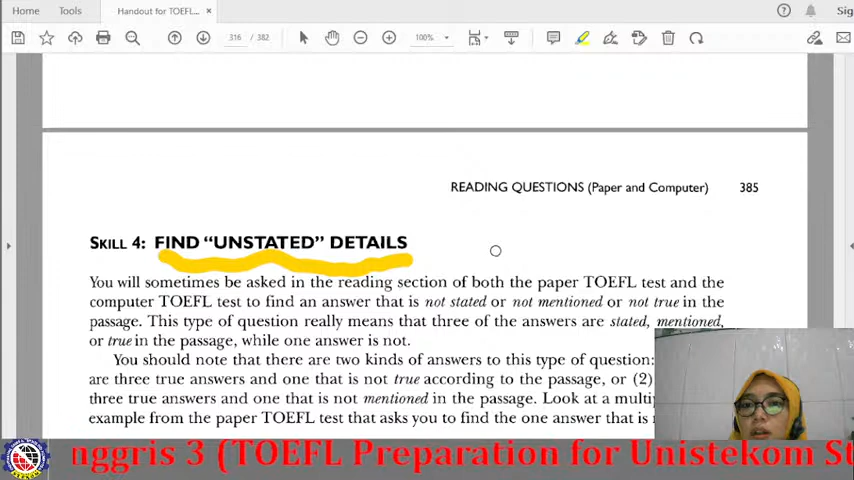 Home Tools Handout for TOEFL... × Sig
316 / 382 100%
READING QUESTIONS (Paper and Computer) 385
SKILL 4: FIND “UNSTATED” DETAILS
You will sometimes be asked in the reading section of both the paper TOEFL test and the
computer TOEFL test to find an answer that is not stated or not mentioned or not true in the
passage. This type of question really means that three of the answers are stated, mentioned,
or true in the passage, while one answer is not.
You should note that there are two kinds of answers to this type of question:
are three true answers and one that is not true according to the passage, or (2)
three true answers and one that is not mentioned in the passage. Look at a multip
example from the paper TOEFL test that asks you to find the one answer that is
nggris 3 (TOEFL Preparation for Unistekom St